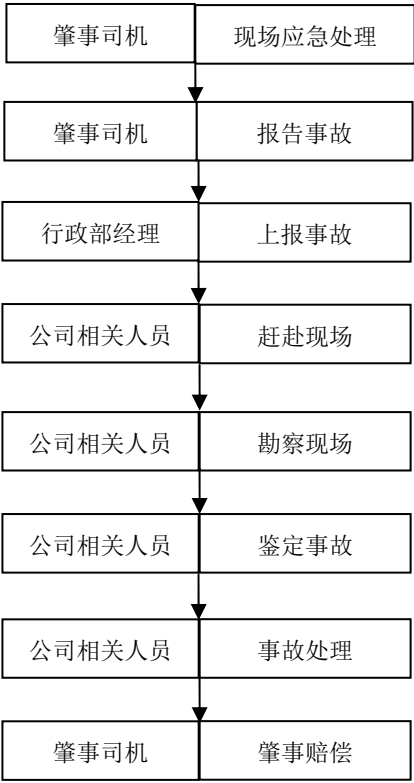 肇事司机 现场应急处理
肇事司机 报告事故
行政部经理 上报事故
公司相关人员 赶赴现场
公司相关人员 勘察现场
公司相关人员 鉴定事故
公司相关人员 事故处理
肇事司机 肇事赔偿